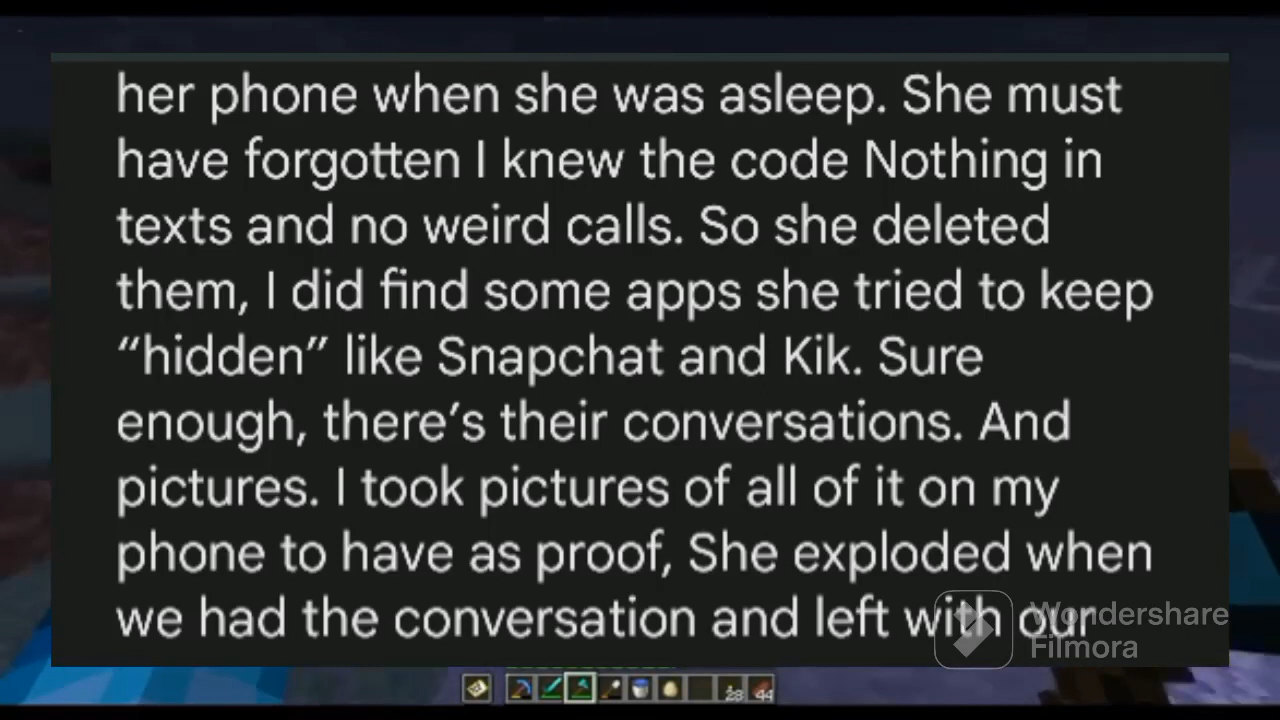 her phone when she was asleep. She must
have forgotten I knew the code Nothing in
texts and no weird calls. So she deleted
them, I did find some apps she tried to keep
“hidden” like Snapchat and Kik. Sure
enough, there’s their conversations. And
pictures. I took pictures of all of it on my
phone to have as proof, She exploded when
we had the conversation and left with our
Wondershare
Filmora
28 44